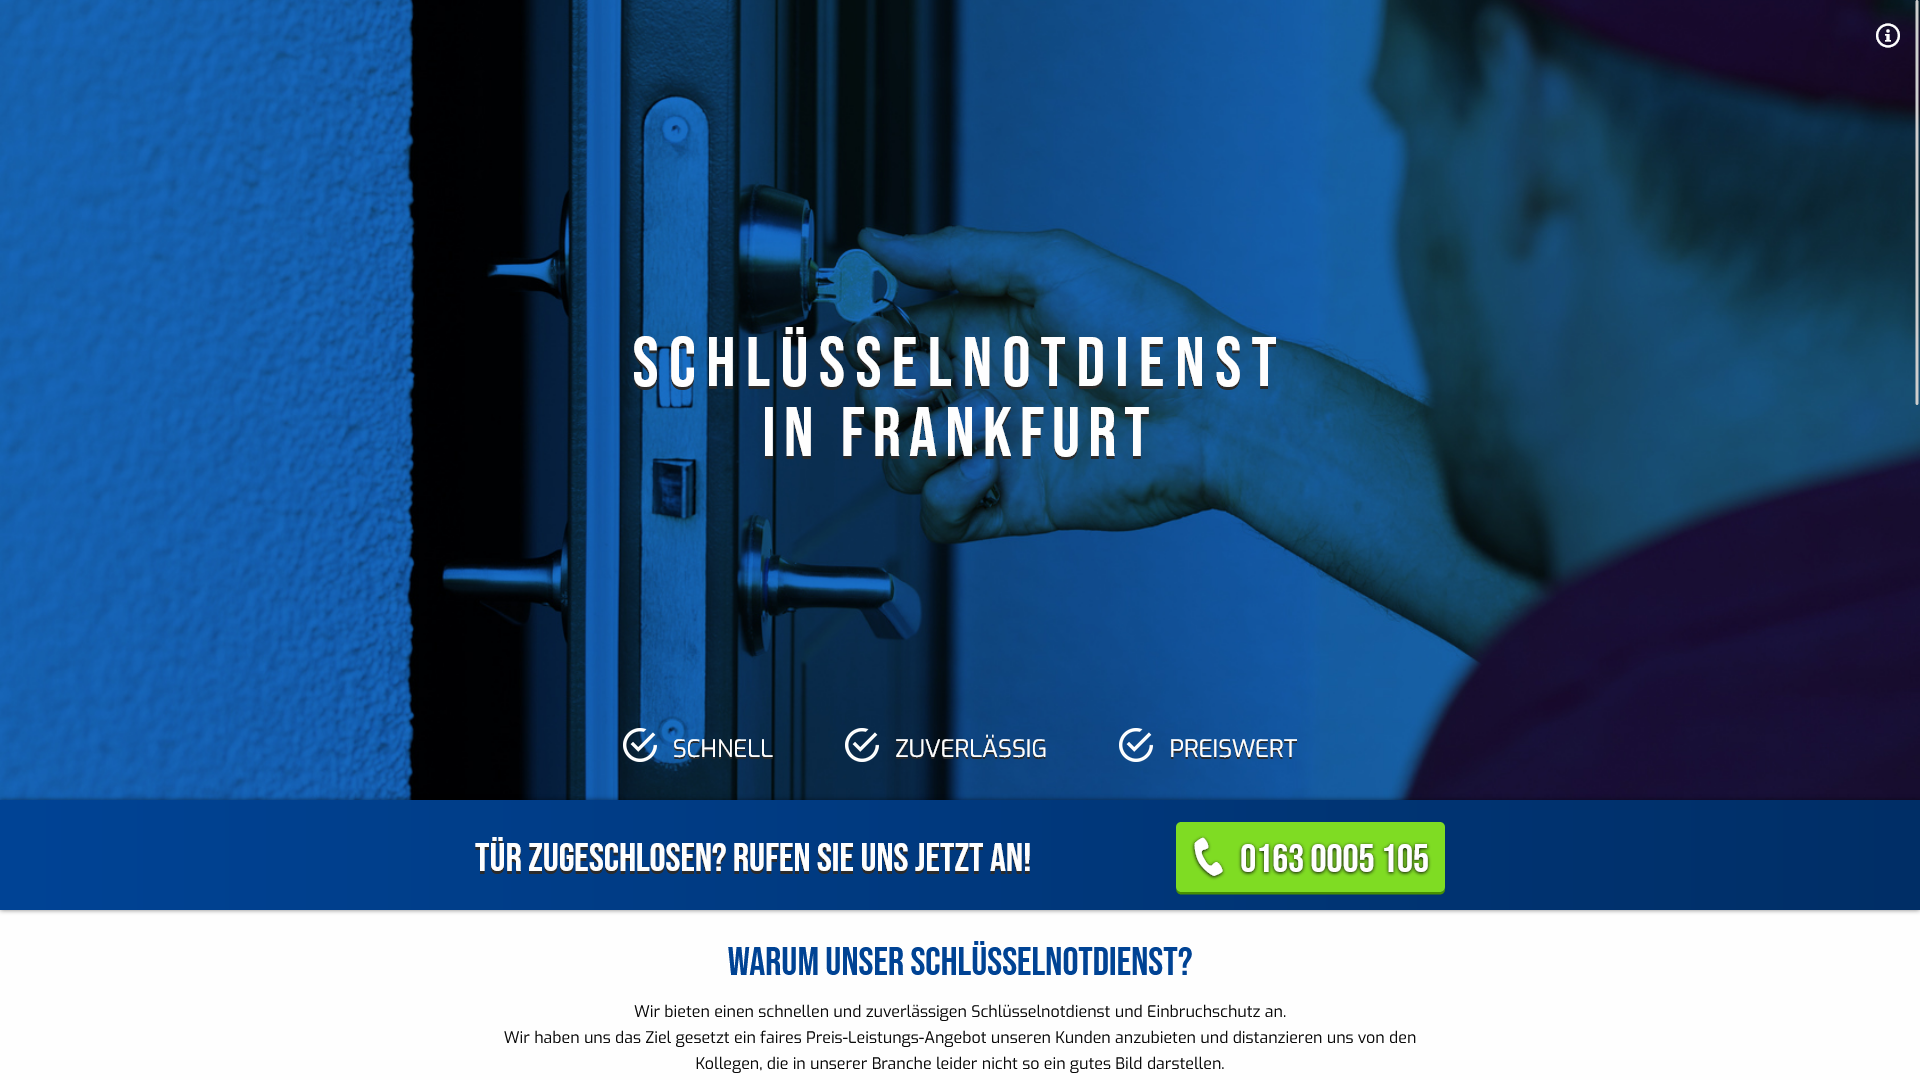 SCHLÜSSELNOTDIENST
IN FRANKFURT
SCHNELL
ZUVERLÄSSIG
PREISWERT
TÜR ZUGESCHLOSEN? RUFEN SIE UNS JETZT AN!
0163 0005 105
WARUM UNSER SCHLÜSSELNOTDIENST?
Wir bieten einen schnellen und zuverlässigen Schlüsselnotdienst und Einbruchschutz an.
Wir haben uns das Ziel gesetzt ein faires Preis-Leistungs-Angebot unseren Kunden anzubieten und distanzieren uns von den
Kollegen, die in unserer Branche leider nicht so ein gutes Bild darstellen.